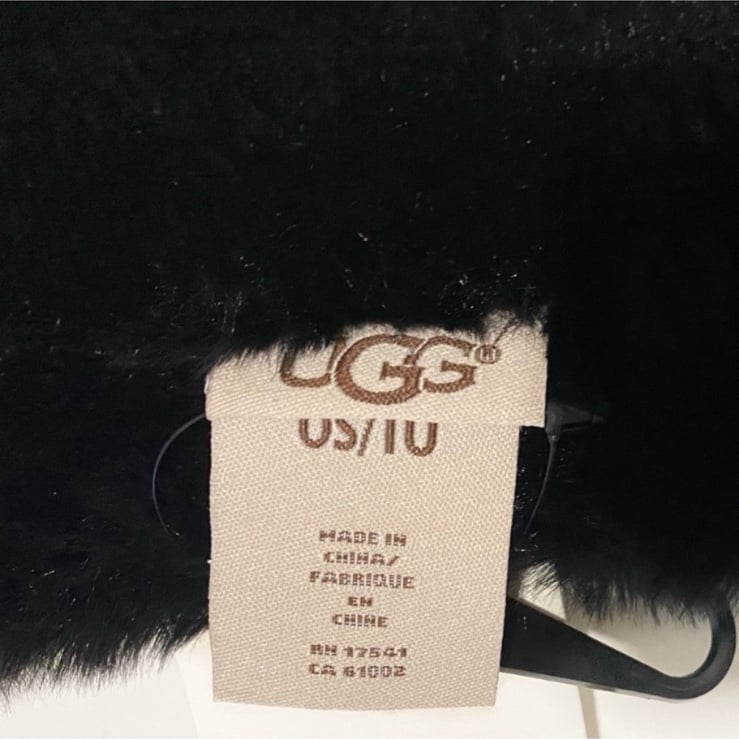 UGG®
OS/TU
MADE IN
CHINA/
FABRIQUE
EN
CHINE
RN 17541
CA 61002